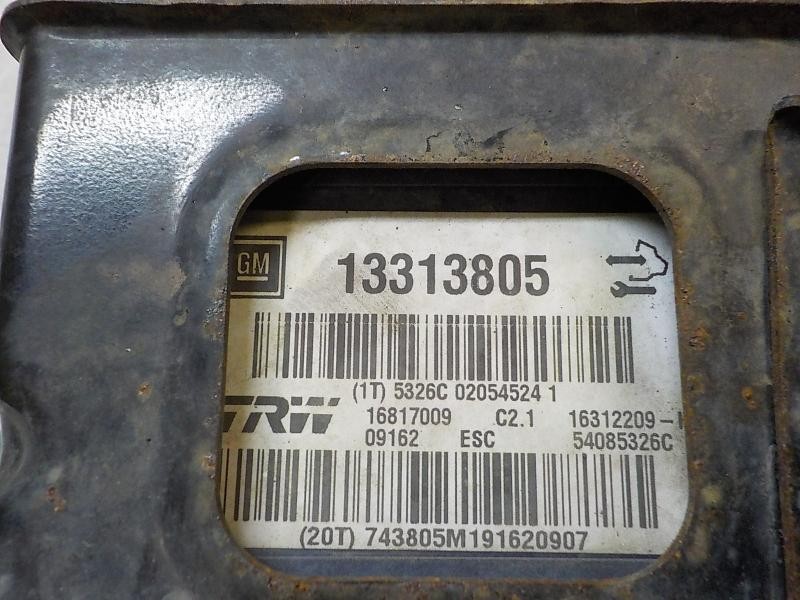 GM 13313805
(1T) 5326C 02054524 1
TRW 16817009 C2.1 16312209-
09162 ESC 54085326C
(20T) 743805M191620907